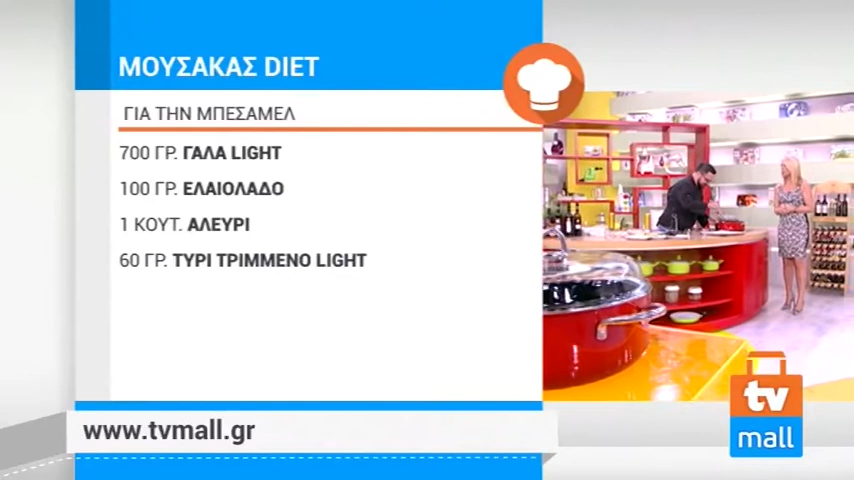 ΜΟΥΣΑΚΑΣ DIET
ΓΙΑ ΤΗΝ ΜΠΕΣΑΜΕΛ
700 ΓΡ. ΓΑΛΑ LIGHT
100 ΓΡ. ΕΛΑΙΟΛΑΔΟ
1 ΚΟΥΤ. ΑΛΕΥΡΙ
60 ΓΡ. ΤΥΡΙ ΤΡΙΜΜΕΝΟ LIGHT
www.tvmall.gr
tv
mall